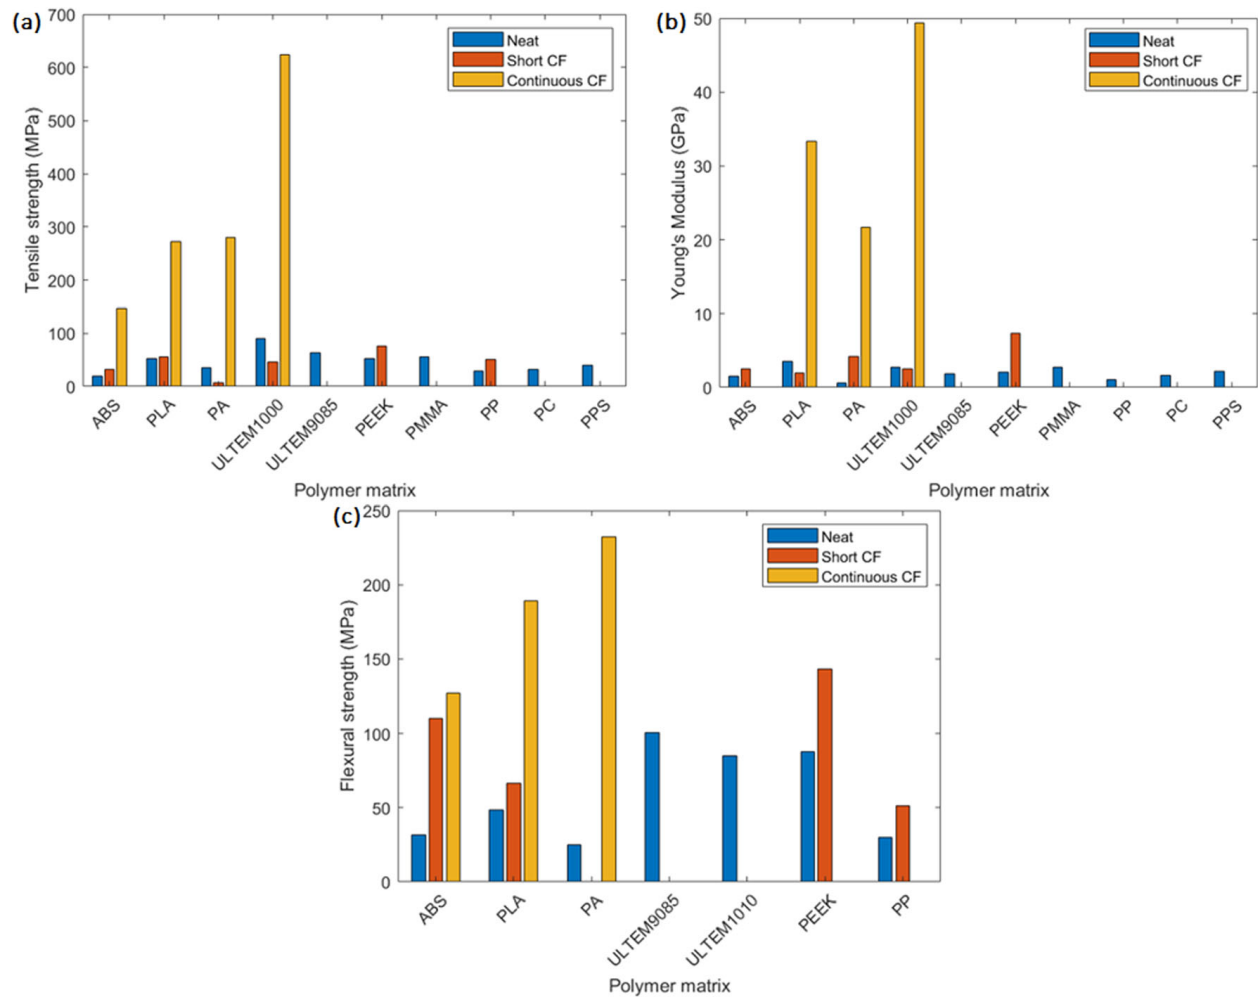 (a)
700
600
500
400
300
200
100
0
Tensile strength (MPa)
Neat
Short CF
Continuous CF
ABS
PLA
PA
ULTEM1000
ULTEM9085
PEEK
PMMA
PP
PC
PPS
Polymer matrix
(b)
50
40
30
20
10
0
Young's Modulus (GPa)
Neat
Short CF
Continuous CF
ABS
PLA
PA
ULTEM1000
ULTEM9085
PEEK
PMMA
PP
PC
PPS
Polymer matrix
(c)
250
200
150
100
50
0
Flexural strength (MPa)
Neat
Short CF
Continuous CF
ABS
PLA
PA
ULTEM9085
ULTEM1010
PEEK
PP
Polymer matrix